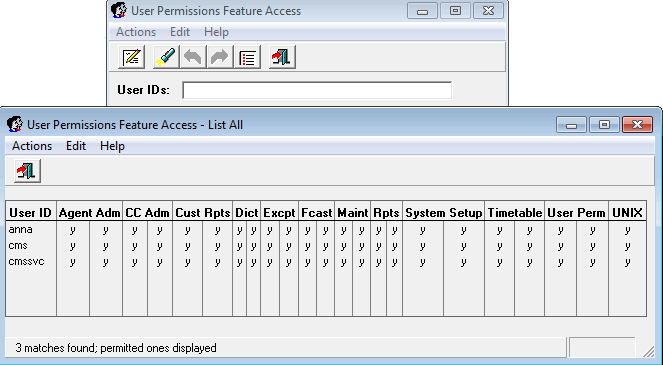 User Permissions Feature Access
Actions Edit Help
User IDs:
User Permissions Feature Access - List All
Actions Edit Help
User ID Agent Adm CC Adm Cust Rpts Dict Excpt Fcast Maint Rpts System Setup Timetable User Perm UNIX
anna y y y y y y y y y y y y y y y y y y y y y y y
cms y y y y y y y y y y y y y y y y y y y y y y y
cmssvc y y y y y y y y y y y y y y y y y y y y y y y
3 matches found; permitted ones displayed